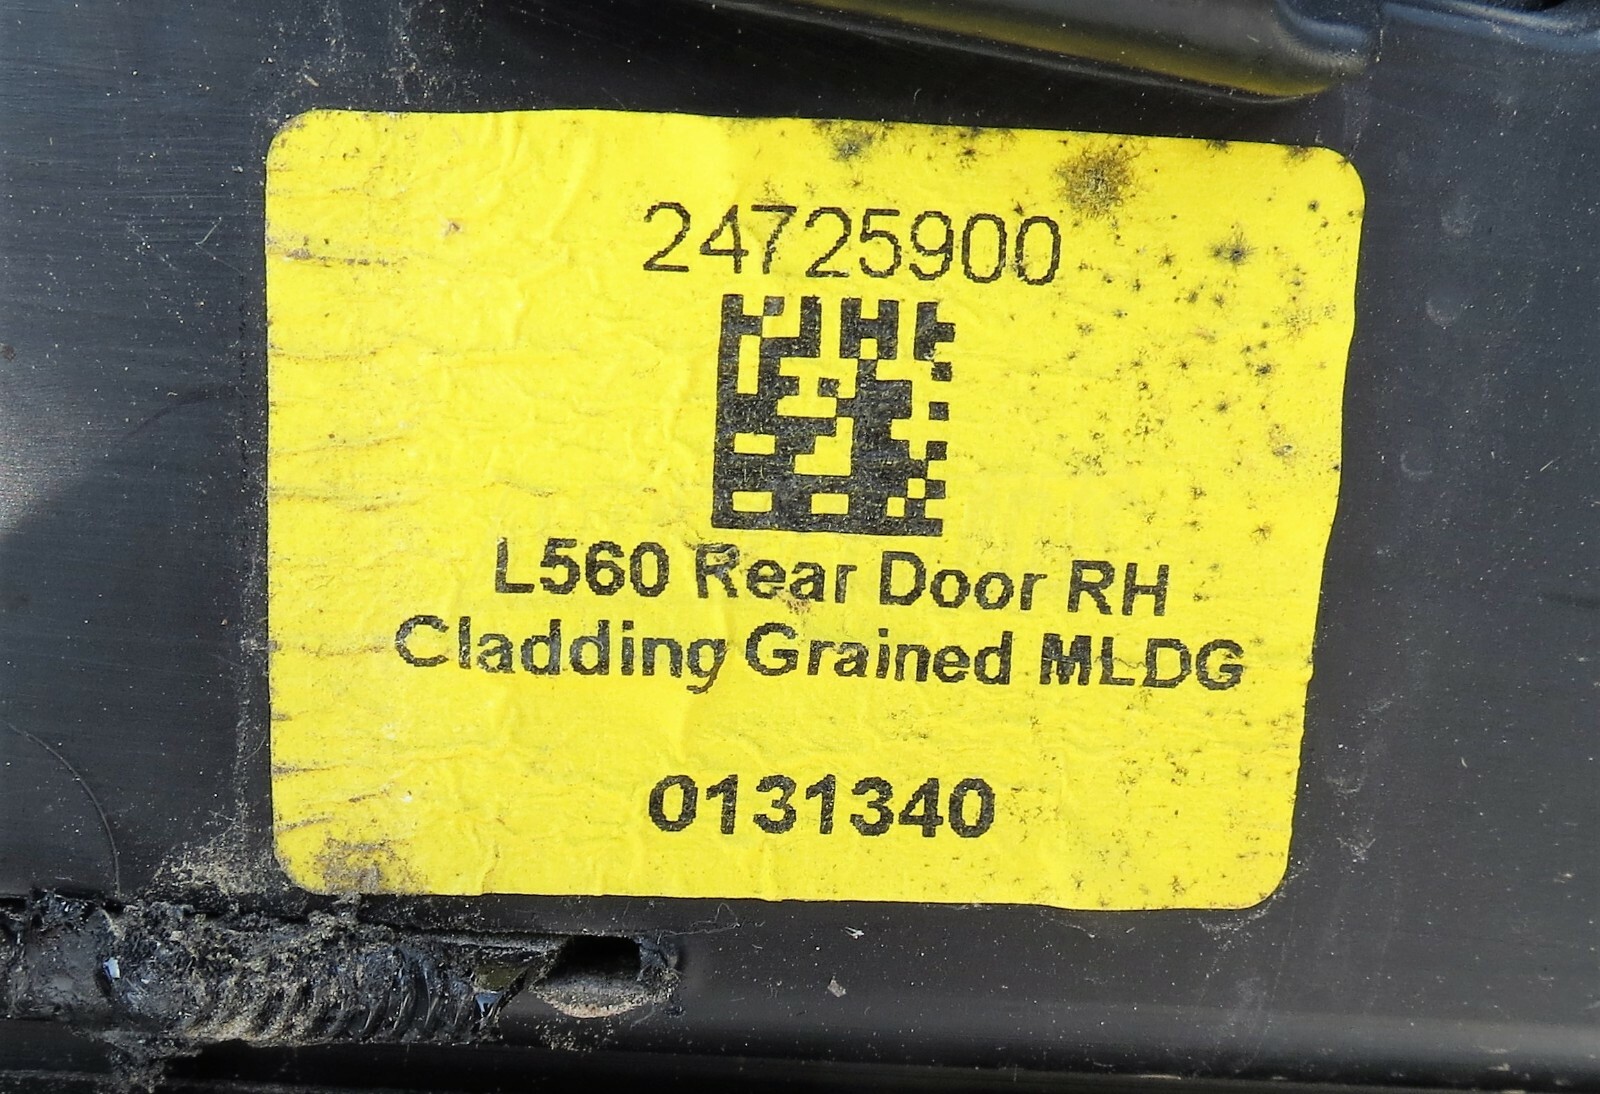 24725900
L560 Rear Door RH
Cladding Grained MLDG
0131340